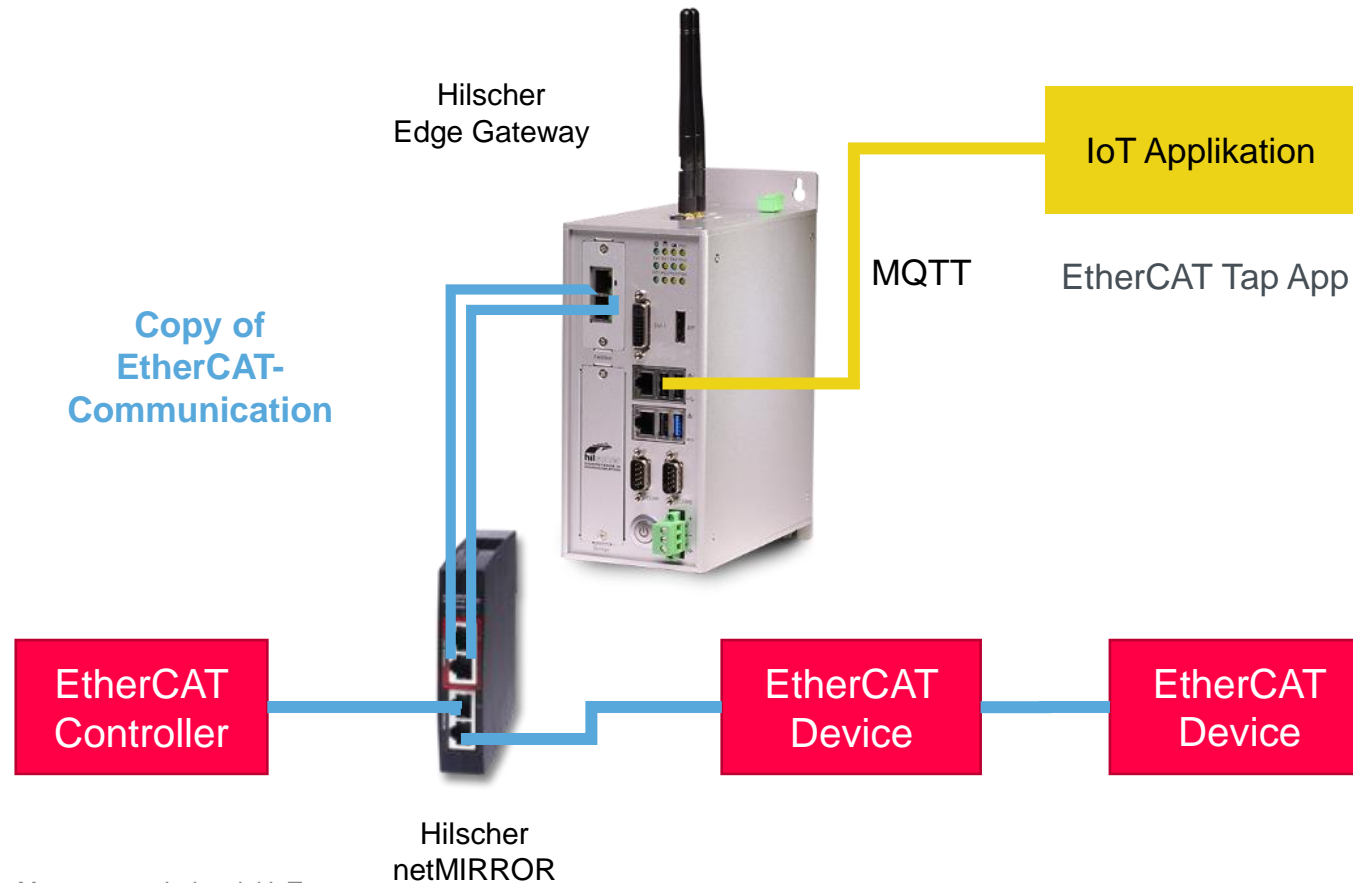 Hilscher
Edge Gateway
IoT Applikation
MQTT
EtherCAT Tap App
Copy of
EtherCAT-
Communication
EtherCAT
Controller
EtherCAT
Device
EtherCAT
Device
Hilscher
netMIRROR